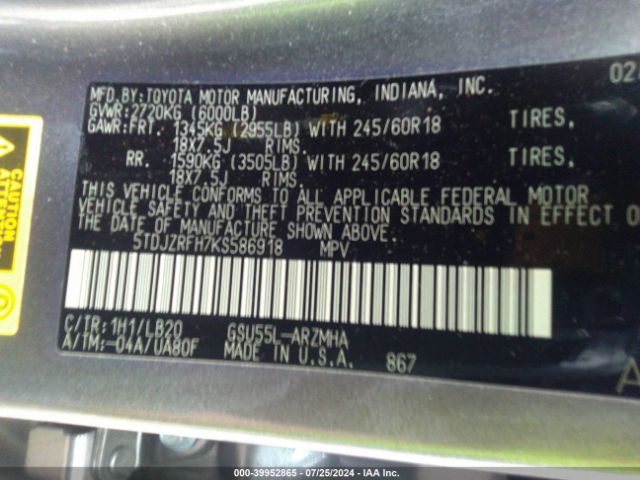 MFD. BY: TOYOTA MOTOR MANUFACTURING, INDIANA, INC. 02
GVWR: 2720KG (6000LB)
GAWR: FRT. 1345KG (2955LB) WITH 245/60R18 TIRES,
18X7.5J RIMS.
RR. 1590KG (3505LB) WITH 245/60R18 TIRES,
18X7.5J RIMS.
THIS VEHICLE CONFORMS TO ALL APPLICABLE FEDERAL MOTOR
VEHICLE SAFETY AND THEFT PREVENTION STANDARDS IN EFFECT O
THE DATE OF MANUFACTURE SHOWN ABOVE.
5TDJZRFH7KS586918 MPV
C/TR: 1H1/LB20 GSU55L-ARZMHA
A/TM: -04A/UA80F MADE IN U.S.A. 867
A
CAUTION
000-39952865 - 07/25/2024 - IAA Inc.